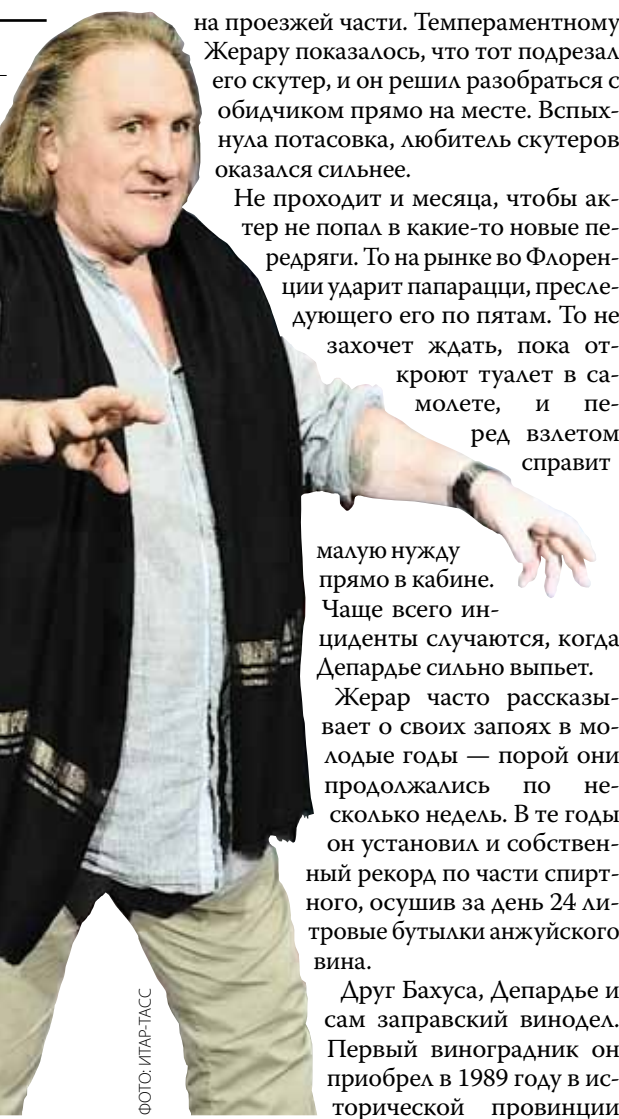 на проезжей части. Темпераментному
Жерару показалось, что тот подрезал
его скутер, и он решил разобраться с
обидчиком прямо на месте. Вспых-
нула потасовка, любитель скутеров
оказался сильнее.
Не проходит и месяца, чтобы ак-
тер не попал в какие-то новые пе-
редряги. То на рынке во Флорен-
ции ударит папарацци, пресле-
дующего его по пятам. То не
захочет ждать, пока от-
кроют туалет в са-
молете, и пе-
ред взлетом
справит
малую нужду
прямо в кабине.
Чаще всего ин-
циденты случаются, когда
Депардье сильно выпьет.
Жерар часто рассказы-
вает о своих запоях в мо-
лодые годы — порой они
продолжались по не-
сколько недель. В те годы
он установил и собствен-
ный рекорд по части спирт-
ного, осушив за день 24 ли-
тровые бутылки анжуйского
вина.
Друг Бахуса, Депардье и
сам заправский винодел.
Первый виноградник он
приобрел в 1989 году в ис-
торической провинции
ФОТО: ИТАР-ТАСС